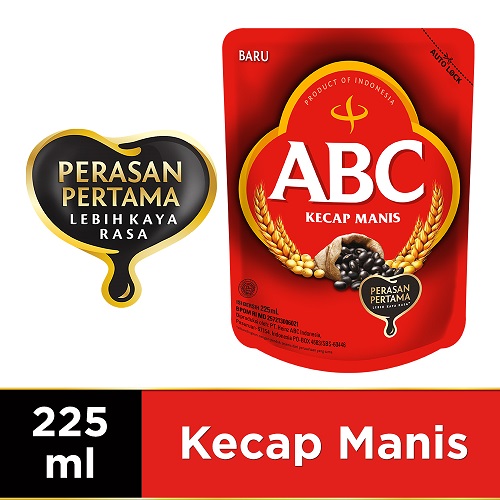 BARU
AUTO LOCK
PRODUCT OF INDONESIA
ABC
KECAP MANIS
PERASAN
PERTAMA
LEBIH KAYA
RASA
225mL
PERASAN
PERTAMA
LEBIH KAYA RASA
225
ml
Kecap Manis